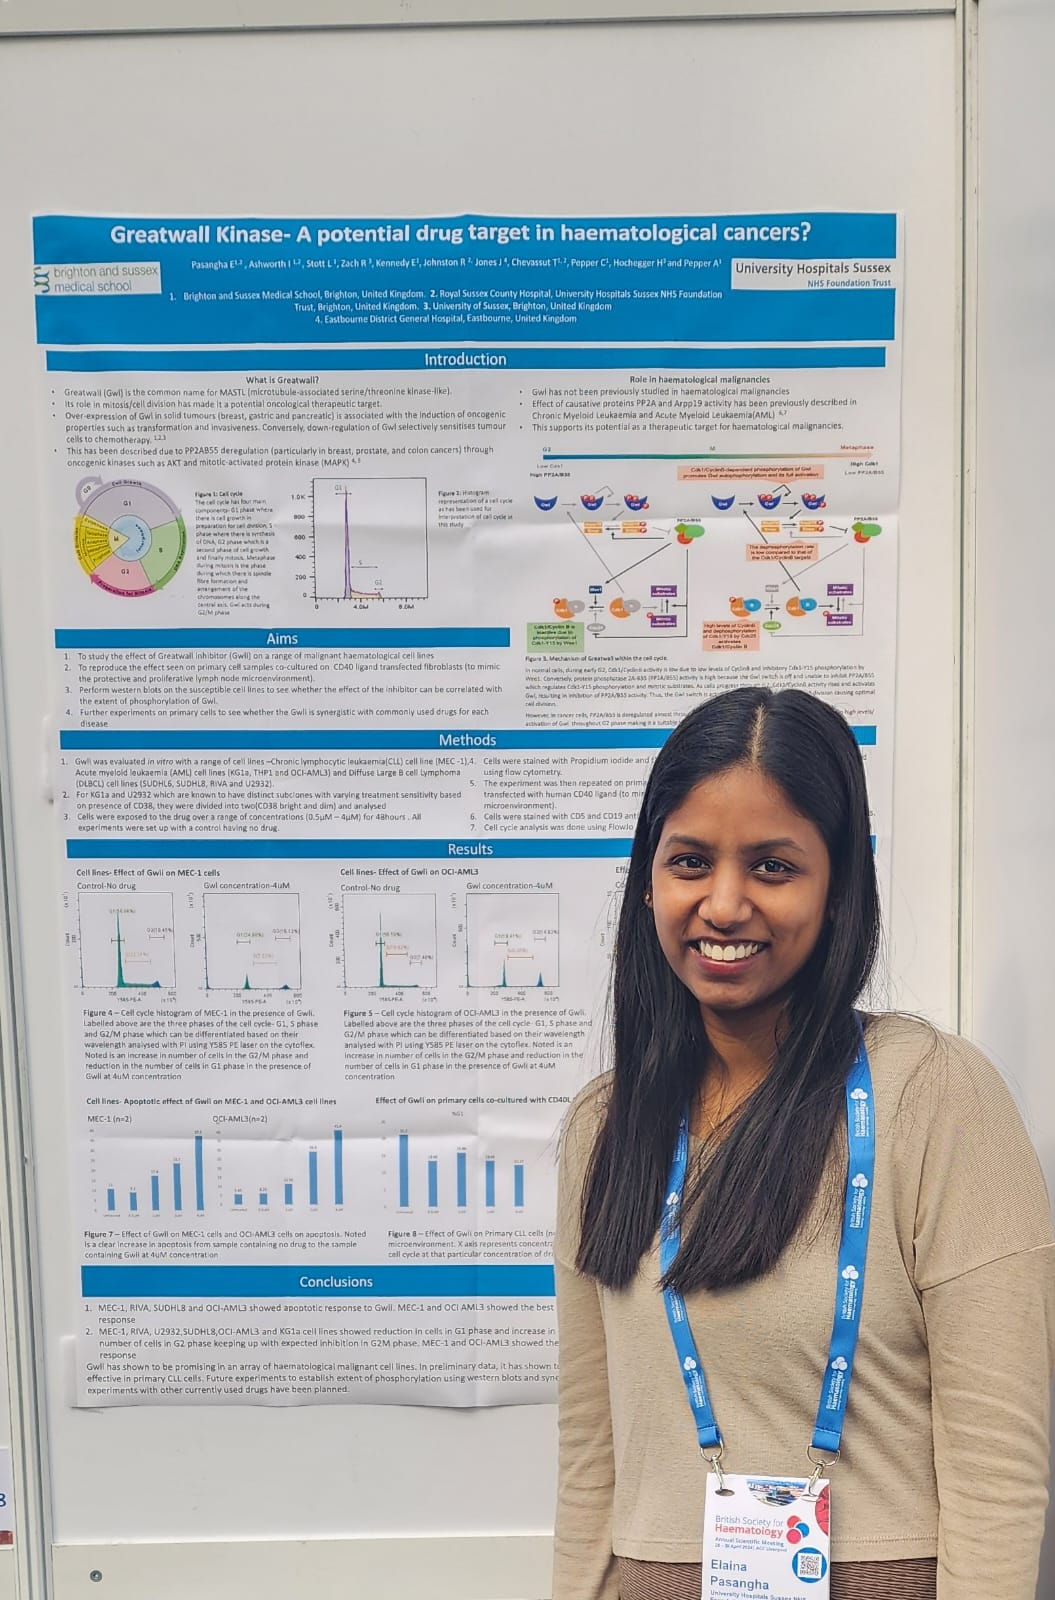 Greatwall Kinase- A potential drug target in haematological cancers?
Pasangha E1,2, Ashworth I 1,2, Stott L1, Zach R 3, Kennedy E1, Johnston R 2, Jones J 4, Chevassut T1,2, Pepper C1, Hochegger H3 and Pepper A1
brighton and sussex
medical school
University Hospitals Sussex
NHS Foundation Trust
1. Brighton and Sussex Medical School, Brighton, United Kingdom. 2. Royal Sussex County Hospital, University Hospitals Sussex NHS Foundation
Trust, Brighton, United Kingdom. 3. University of Sussex, Brighton, United Kingdom
4. Eastbourne District General Hospital, Eastbourne, United Kingdom
Introduction
What is Greatwall?
• Greatwall (Gwl) is the common name for MASTL (microtubule-associated serine/threonine kinase-like).
• Its role in mitosis/cell division has made it a potential oncological therapeutic target.
• Over-expression of Gwl in solid tumours (breast, gastric and pancreatic) is associated with the induction of oncogenic
properties such as transformation and invasiveness. Conversely, down-regulation of Gwl selectively sensitises tumour
cells to chemotherapy. 1,2,3
• This has been described due to PP2AB55 deregulation (particularly in breast, prostate, and colon cancers) through
oncogenic kinases such as AKT and mitotic-activated protein kinase (MAPK) 4, 5
Role in haematological malignancies
• Gwl has not been previously studied in haematological malignancies
• Effect of causative proteins PP2A and Arpp19 activity has been previously described in
Chronic Myeloid Leukaemia and Acute Myeloid Leukaemia(AML) 6,7
• This supports its potential as a therapeutic target for haematological malignancies.
Cell Growth
G0
G1
S
G2
M
Figure 1: Cell cycle
The cell cycle has four main
components- G1 phase where
there is cell growth in
preparation for cell division, S
phase where there is synthesis
of DNA, G2 phase which is a
second phase of cell growth
and finally mitosis. Metaphase
during mitosis is the phase
during which there is spindle
fibre formation and
arrangement of the
chromosomes along the
central axis. Gwl acts during
G2/M phase
1.0K
800
600
400
200
0
G1
S
G2
0 4.0M 8.0M
Figure 2: Histogram
representation of a cell cycle
as has been used for
interpretation of cell cycle in
this study
G2 M Metaphase
Low Cdk1
High PP2A/B55
High Cdk1
Low PP2A/B55
Cdk1/CyclinB-dependent phosphorylation of Gwl
promotes Gwl autophosphorylation and its full activation
PP2A/B55
PP2A/B55
The dephosphorylation rate
is low compared to that of
the Cdk1/CyclinB targets
Cdk1/Cyclin B is
inactive due to
phosphorylation of
Cdk1-Y15 by Wee1
High levels of CyclinB
and dephosphorylation
of Cdk1-Y15 by Cdc25
activates
Cdk1/Cyclin B
Figure 3. Mechanism of Greatwall within the cell cycle.
In normal cells, during early G2, Cdk1/CyclinB activity is low due to low levels of CyclinB and inhibitory Cdk1-Y15 phosphorylation by
Wee1. Conversely, protein phosphatase 2A-B55 (PP2A/B55) activity is high because the Gwl switch is off and unable to inhibit PP2A/B55
which regulates Cdk1-Y15 phosphorylation and mitotic substrates. As cells progress through G2, Cdk1/CyclinB activity rises and activates
Gwl, resulting in inhibition of PP2A/B55 activity. Thus, the Gwl switch is
division causing optimal
cell division.
However, in cancer cells, PP2A/B55 is deregulated almost
high levels/
activation of Gwl throughout G2 phase making it a suitable
Aims
1. To study the effect of Greatwall inhibitor (Gwli) on a range of malignant haematological cell lines
2. To reproduce the effect seen on primary cell samples co-cultured on CD40 ligand transfected fibroblasts (to mimic
the protective and proliferative lymph node microenvironment).
3. Perform western blots on the susceptible cell lines to see whether the effect of the inhibitor can be correlated with
the extent of phosphorylation of Gwl.
4. Further experiments on primary cells to see whether the Gwli is synergistic with commonly used drugs for each
disease
Methods
1. Gwli was evaluated in vitro with a range of cell lines –Chronic lymphocytic leukaemia(CLL) cell line (MEC -1),
Acute myeloid leukaemia (AML) cell lines (KG1a, THP1 and OCI-AML3) and Diffuse Large B cell Lymphoma
(DLBCL) cell lines (SUDHL6, SUDHL8, RIVA and U2932).
2. For KG1a and U2932 which are known to have distinct subclones with varying treatment sensitivity based
on presence of CD38, they were divided into two(CD38 bright and dim) and analysed
3. Cells were exposed to the drug over a range of concentrations (0.5μM – 4μM) for 48hours . All
experiments were set up with a control having no drug.
4. Cells were stained with Propidium iodide and
using flow cytometry.
5. The experiment was then repeated on primar
transfected with human CD40 ligand (to mi
microenvironment).
6. Cells were stained with CD5 and CD19 ant
7. Cell cycle analysis was done using FlowJo
Results
Cell lines- Effect of Gwli on MEC-1 cells
Control-No drug
Gwl concentration-4uM
Cell lines- Effect of Gwli on OCI-AML3
Control-No drug
Gwl concentration-4uM
Y585-PE-A
Y585-PE-A
Y585-PE-A
Y585-PE-A
Figure 4 – Cell cycle histogram of MEC-1 in the presence of Gwli.
Labelled above are the three phases of the cell cycle- G1, S phase
and G2/M phase which can be differentiated based on their
wavelength analysed with PI using Y585 PE laser on the cytoflex.
Noted is an increase in number of cells in the G2/M phase and
reduction in the number of cells in G1 phase in the presence of
Gwli at 4uM concentration
Figure 5 – Cell cycle histogram of OCI-AML3 in the presence of Gwli.
Labelled above are the three phases of the cell cycle- G1, S phase and
G2/M phase which can be differentiated based on their wavelength
analysed with PI using Y585 PE laser on the cytoflex. Noted is an
increase in number of cells in the G2/M phase and reduction in the
number of cells in G1 phase in the presence of Gwli at 4uM
concentration
Cell lines- Apoptotic effect of Gwli on MEC-1 and OCI-AML3 cell lines
MEC-1 (n=2)
OCI-AML3(n=2)
Effect of Gwli on primary cells co-cultured with CD40L
%G1
Figure 7 – Effect of Gwli on MEC-1 cells and OCI-AML3 cells on apoptosis. Noted
is a clear increase in apoptosis from sample containing no drug to the sample
containing Gwli at 4uM concentration
Figure 8 – Effect of Gwli on Primary CLL cells (n
microenvironment. X axis represents concentra
cell cycle at that particular concentration of dr
Conclusions
1. MEC-1, RIVA, SUDHL8 and OCI-AML3 showed apoptotic response to Gwli. MEC-1 and OCI AML3 showed the best
response
2. MEC-1, RIVA, U2932,SUDHL8,OCI-AML3 and KG1a cell lines showed reduction in cells in G1 phase and increase in
number of cells in G2 phase keeping up with expected inhibition in G2M phase. MEC-1 and OCI-AML3 showed the
response
Gwli has shown to be promising in an array of haematological malignant cell lines. In preliminary data, it has shown t
effective in primary CLL cells. Future experiments to establish extent of phosphorylation using western blots and syne
experiments with other currently used drugs have been planned.
British Society for
Haematology
British Society for
Haematology
British Society for
Haematology
Annual Scientific Meeting
Elaina
Pasangha
University Hospitals Sussex NHS
8